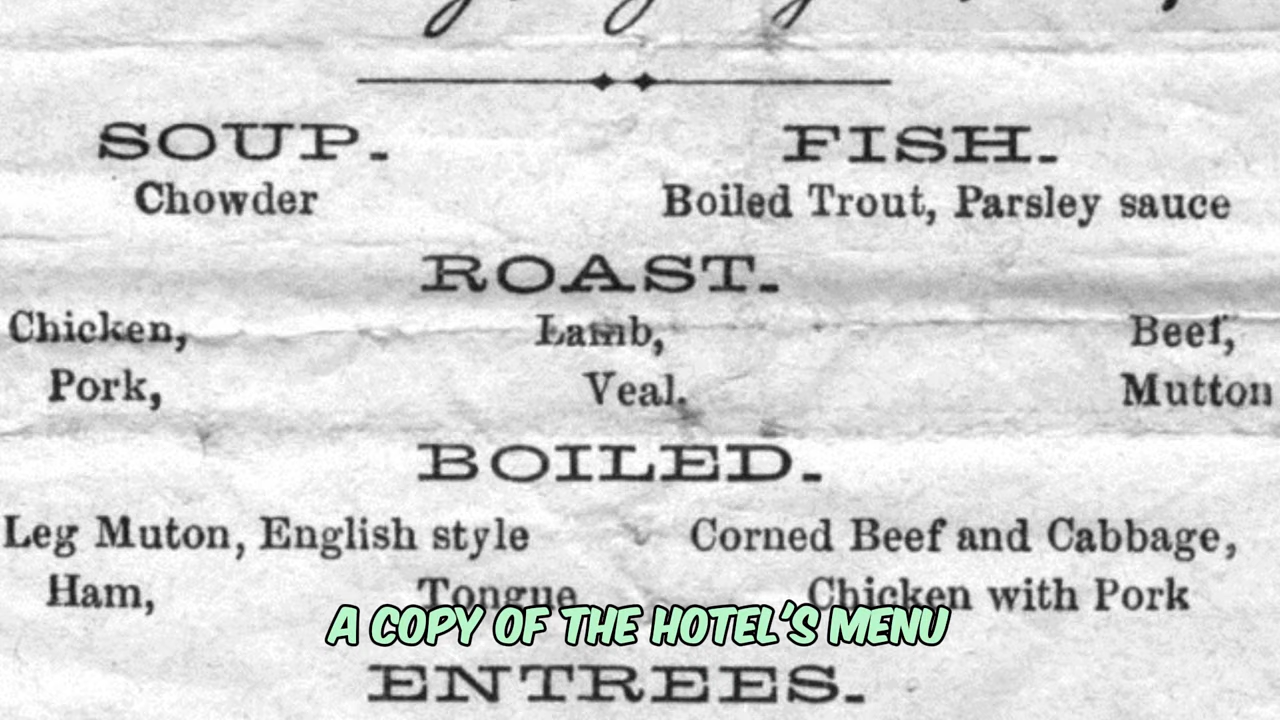 SOUP.
Chowder
FISH.
Boiled Trout, Parsley sauce
ROAST.
Chicken, Lamb, Beef,
Pork, Veal. Mutton
BOILED.
Leg Muton, English style Corned Beef and Cabbage,
Ham, Tongue Chicken with Pork
A COPY OF THE HOTEL'S MENU
ENTREES.